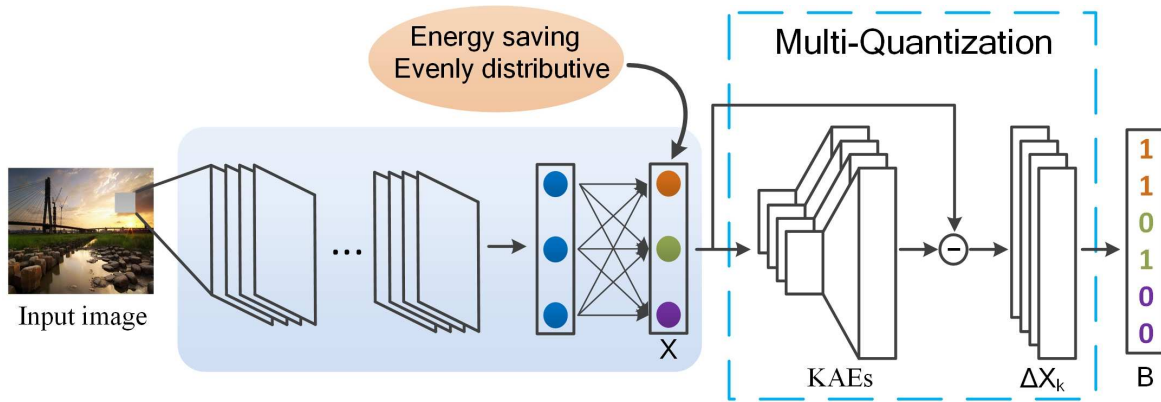 Energy saving
Evenly distributive
Multi-Quantization
Input image
...
X
KAEs
−
ΔXₖ
1
1
0
1
0
0
B